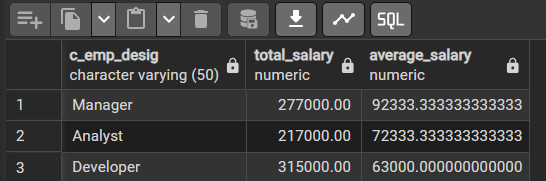 SQL
c_emp_desig total_salary average_salary
character varying (50) numeric numeric
1 Manager 277000.00 92333.333333333333
2 Analyst 217000.00 72333.333333333333
3 Developer 315000.00 63000.000000000000